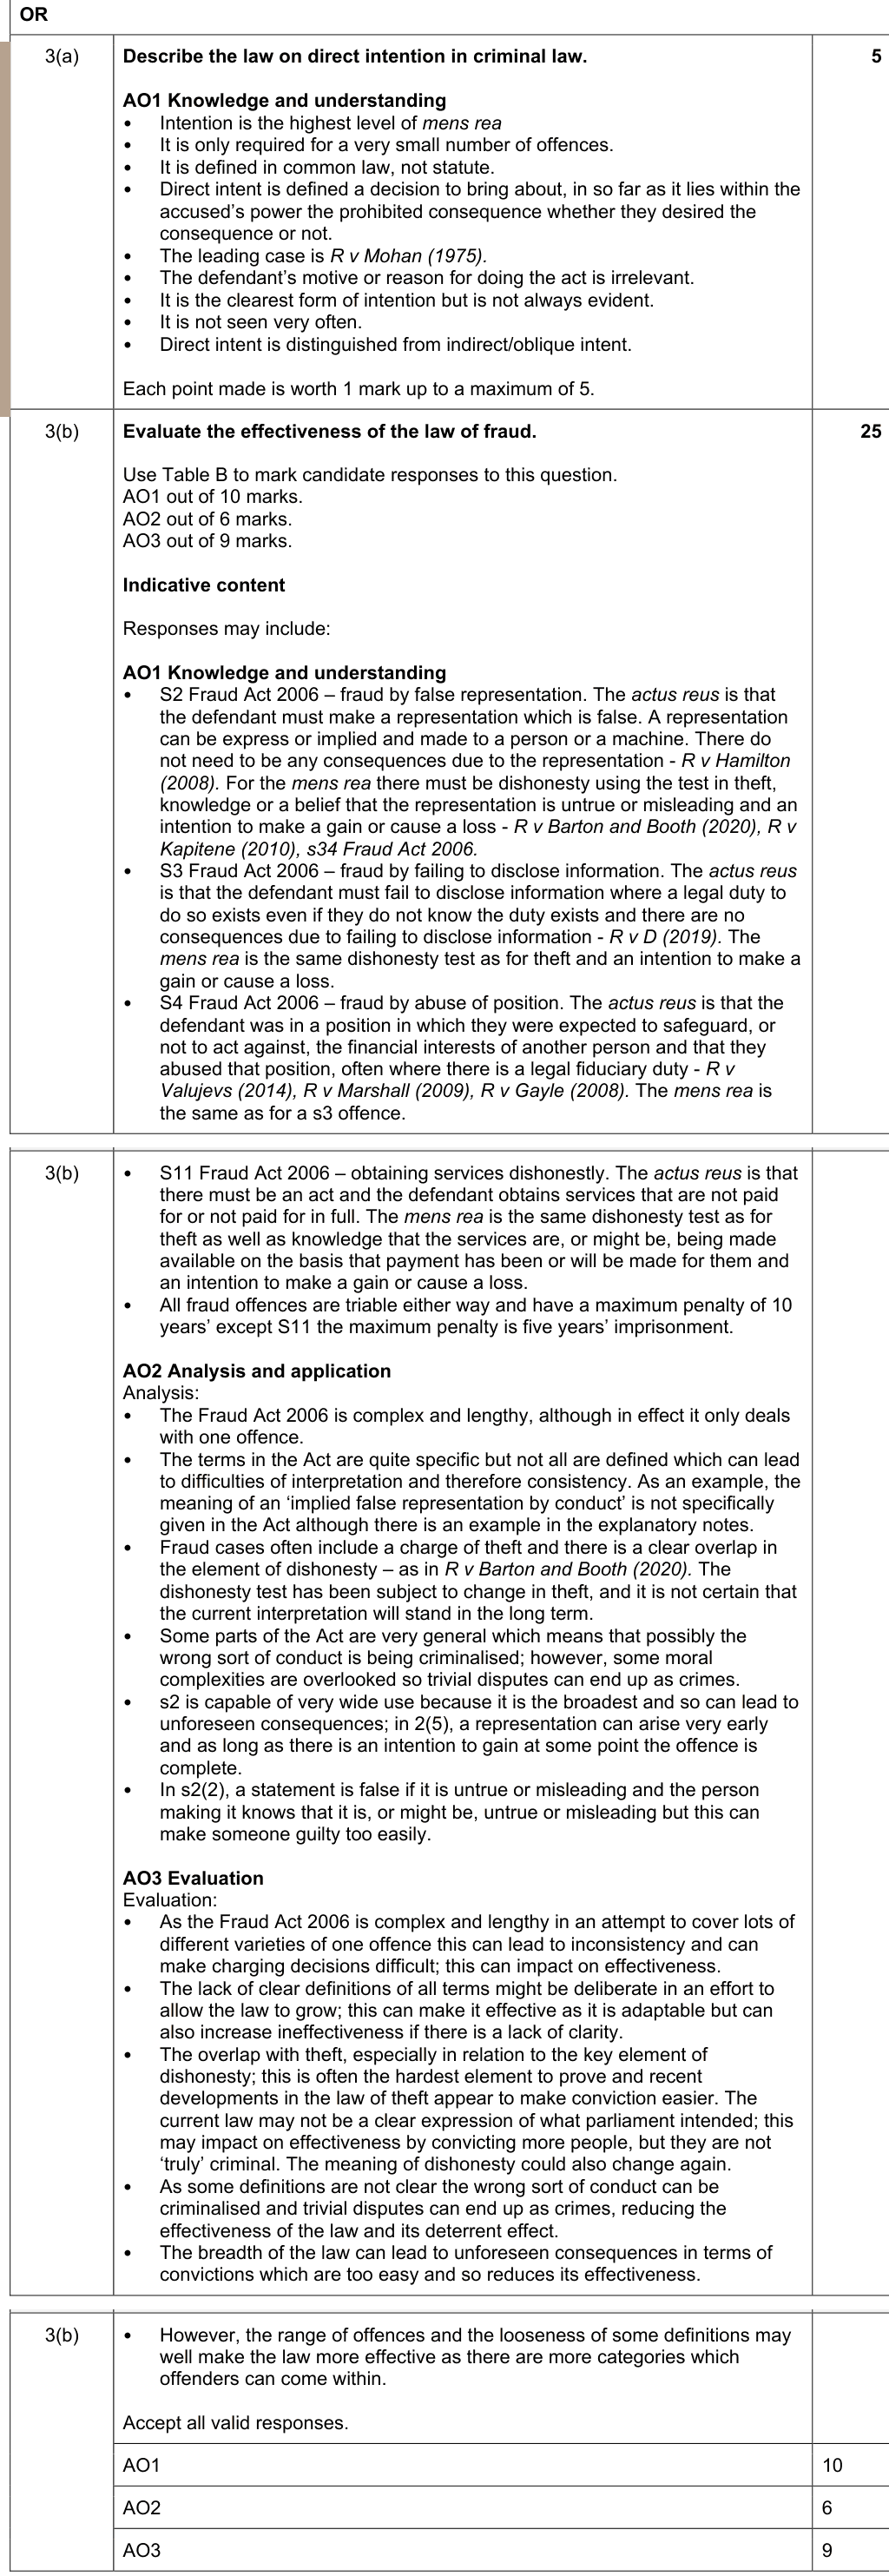 OR
3(a)
Describe the law on direct intention in criminal law.
5
AO1 Knowledge and understanding
• Intention is the highest level of mens rea
• It is only required for a very small number of offences.
• It is defined in common law, not statute.
• Direct intent is defined a decision to bring about, in so far as it lies within the
accused’s power the prohibited consequence whether they desired the
consequence or not.
• The leading case is R v Mohan (1975).
• The defendant’s motive or reason for doing the act is irrelevant.
• It is the clearest form of intention but is not always evident.
• It is not seen very often.
• Direct intent is distinguished from indirect/oblique intent.
Each point made is worth 1 mark up to a maximum of 5.
3(b)
Evaluate the effectiveness of the law of fraud.
25
Use Table B to mark candidate responses to this question.
AO1 out of 10 marks.
AO2 out of 6 marks.
AO3 out of 9 marks.
Indicative content
Responses may include:
AO1 Knowledge and understanding
• S2 Fraud Act 2006 – fraud by false representation. The actus reus is that
the defendant must make a representation which is false. A representation
can be express or implied and made to a person or a machine. There do
not need to be any consequences due to the representation - R v Hamilton
(2008). For the mens rea there must be dishonesty using the test in theft,
knowledge or a belief that the representation is untrue or misleading and an
intention to make a gain or cause a loss - R v Barton and Booth (2020), R v
Kapitene (2010), s34 Fraud Act 2006.
• S3 Fraud Act 2006 – fraud by failing to disclose information. The actus reus
is that the defendant must fail to disclose information where a legal duty to
do so exists even if they do not know the duty exists and there are no
consequences due to failing to disclose information - R v D (2019). The
mens rea is the same dishonesty test as for theft and an intention to make a
gain or cause a loss.
• S4 Fraud Act 2006 – fraud by abuse of position. The actus reus is that the
defendant was in a position in which they were expected to safeguard, or
not to act against, the financial interests of another person and that they
abused that position, often where there is a legal fiduciary duty - R v
Valujevs (2014), R v Marshall (2009), R v Gayle (2008). The mens rea is
the same as for a s3 offence.
3(b)
• S11 Fraud Act 2006 – obtaining services dishonestly. The actus reus is that
there must be an act and the defendant obtains services that are not paid
for or not paid for in full. The mens rea is the same dishonesty test as for
theft as well as knowledge that the services are, or might be, being made
available on the basis that payment has been or will be made for them and
an intention to make a gain or cause a loss.
• All fraud offences are triable either way and have a maximum penalty of 10
years’ except S11 the maximum penalty is five years’ imprisonment.
AO2 Analysis and application
Analysis:
• The Fraud Act 2006 is complex and lengthy, although in effect it only deals
with one offence.
• The terms in the Act are quite specific but not all are defined which can lead
to difficulties of interpretation and therefore consistency. As an example, the
meaning of an ‘implied false representation by conduct’ is not specifically
given in the Act although there is an example in the explanatory notes.
• Fraud cases often include a charge of theft and there is a clear overlap in
the element of dishonesty – as in R v Barton and Booth (2020). The
dishonesty test has been subject to change in theft, and it is not certain that
the current interpretation will stand in the long term.
• Some parts of the Act are very general which means that possibly the
wrong sort of conduct is being criminalised; however, some moral
complexities are overlooked so trivial disputes can end up as crimes.
• s2 is capable of very wide use because it is the broadest and so can lead to
unforeseen consequences; in 2(5), a representation can arise very early
and as long as there is an intention to gain at some point the offence is
complete.
• In s2(2), a statement is false if it is untrue or misleading and the person
making it knows that it is, or might be, untrue or misleading but this can
make someone guilty too easily.
AO3 Evaluation
Evaluation:
• As the Fraud Act 2006 is complex and lengthy in an attempt to cover lots of
different varieties of one offence this can lead to inconsistency and can
make charging decisions difficult; this can impact on effectiveness.
• The lack of clear definitions of all terms might be deliberate in an effort to
allow the law to grow; this can make it effective as it is adaptable but can
also increase ineffectiveness if there is a lack of clarity.
• The overlap with theft, especially in relation to the key element of
dishonesty; this is often the hardest element to prove and recent
developments in the law of theft appear to make conviction easier. The
current law may not be a clear expression of what parliament intended; this
may impact on effectiveness by convicting more people, but they are not
‘truly’ criminal. The meaning of dishonesty could also change again.
• As some definitions are not clear the wrong sort of conduct can be
criminalised and trivial disputes can end up as crimes, reducing the
effectiveness of the law and its deterrent effect.
• The breadth of the law can lead to unforeseen consequences in terms of
convictions which are too easy and so reduces its effectiveness.
3(b)
• However, the range of offences and the looseness of some definitions may
well make the law more effective as there are more categories which
offenders can come within.
Accept all valid responses.
AO1 10
AO2 6
AO3 9